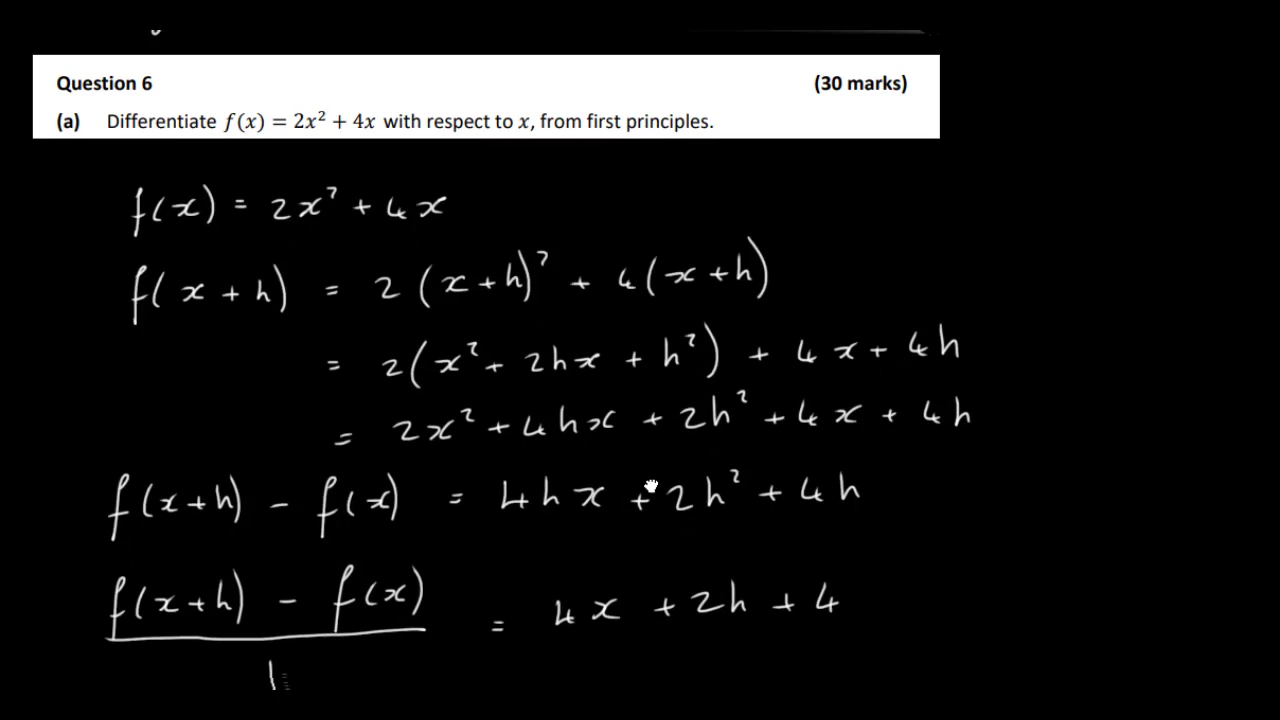 Question 6 (30 marks)
(a) Differentiate f(x) = 2x² + 4x with respect to x, from first principles.
f(x) = 2x² + 4x
f(x+h) = 2(x+h)² + 4(x+h)
= 2(x² + 2hx + h²) + 4x + 4h
= 2x² + 4hx + 2h² + 4x + 4h
f(x+h) - f(x) = 4hx + 2h² + 4h
f(x+h) - f(x) = 4x + 2h + 4